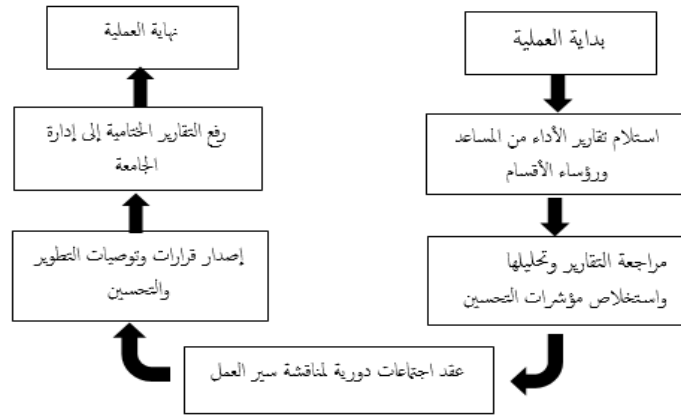 بداية العملية
استلام تقارير الأداء من المساعد
ورؤساء الأقسام
مراجعة التقارير وتحليلها
واستخلاص مؤشرات التحسين
عقد اجتماعات دورية لمناقشة سير العمل
إصدار قرارات وتوصيات التطوير
والتحسين
رفع التقارير الختامية إلى إدارة
الجامعة
نهاية العملية